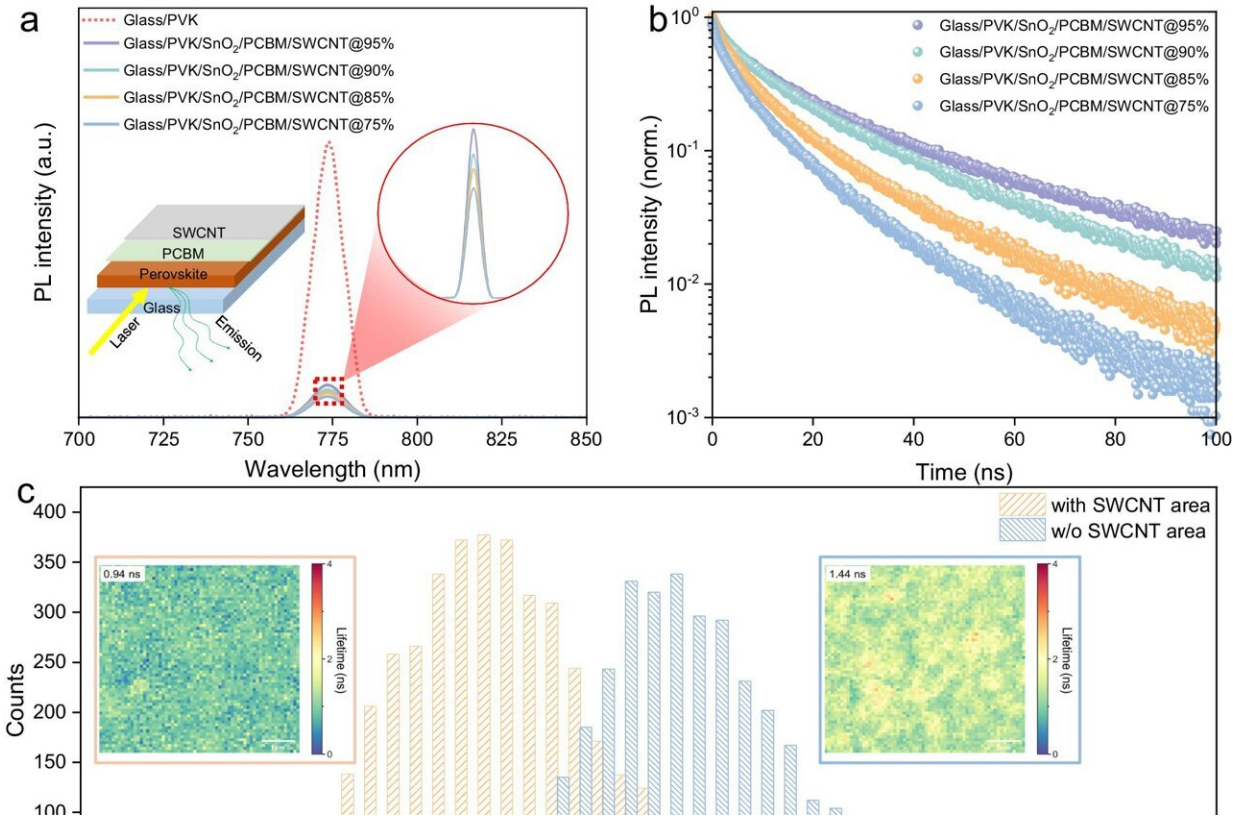 a
Glass/PVK
Glass/PVK/SnO₂/PCBM/SWCNT@95%
Glass/PVK/SnO₂/PCBM/SWCNT@90%
Glass/PVK/SnO₂/PCBM/SWCNT@85%
Glass/PVK/SnO₂/PCBM/SWCNT@75%
PL intensity (a.u.)
SWCNT
PCBM
Perovskite
Glass
Laser
Emission
700
725
750
775
800
825
850
Wavelength (nm)
b
Glass/PVK/SnO₂/PCBM/SWCNT@95%
Glass/PVK/SnO₂/PCBM/SWCNT@90%
Glass/PVK/SnO₂/PCBM/SWCNT@85%
Glass/PVK/SnO₂/PCBM/SWCNT@75%
PL intensity (norm.)
10⁰
10⁻¹
10⁻²
10⁻³
0
20
40
60
80
100
Time (ns)
c
with SWCNT area
w/o SWCNT area
Counts
400
350
300
250
200
150
100
0.94 ns
4
2
0
Lifetime (ns)
1.44 ns
4
2
0
Lifetime (ns)